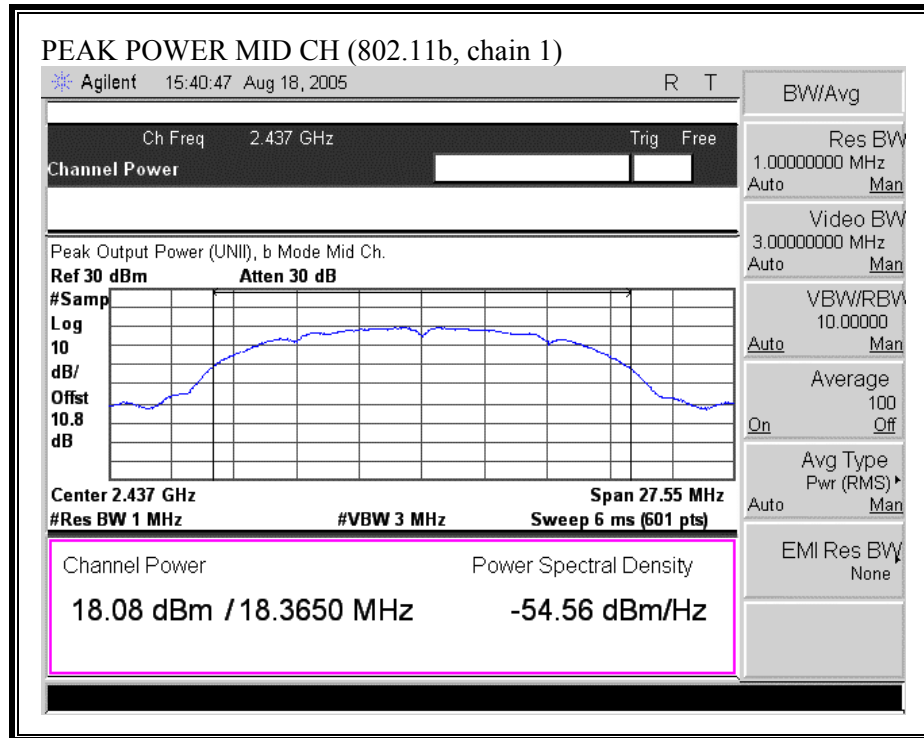 PEAK POWER MID CH (802.11b, chain 1)
Agilent 15:40:47 Aug 18, 2005 R T
Ch Freq 2.437 GHz Trig Free
Channel Power
Peak Output Power (UNII), b Mode Mid Ch.
Ref 30 dBm Atten 30 dB
#Samp
Log
10
dB/
Offst
10.8
dB
Center 2.437 GHz Span 27.55 MHz
#Res BW 1 MHz #VBW 3 MHz Sweep 6 ms (601 pts)
Channel Power Power Spectral Density
18.08 dBm / 18.3650 MHz -54.56 dBm/Hz
BW/Avg
Res BW
1.00000000 MHz
Auto Man
Video BW
3.00000000 MHz
Auto Man
VBW/RBW
10.00000
Auto Man
Average
100
On Off
Avg Type
Pwr (RMS)
Auto Man
EMI Res BW
None